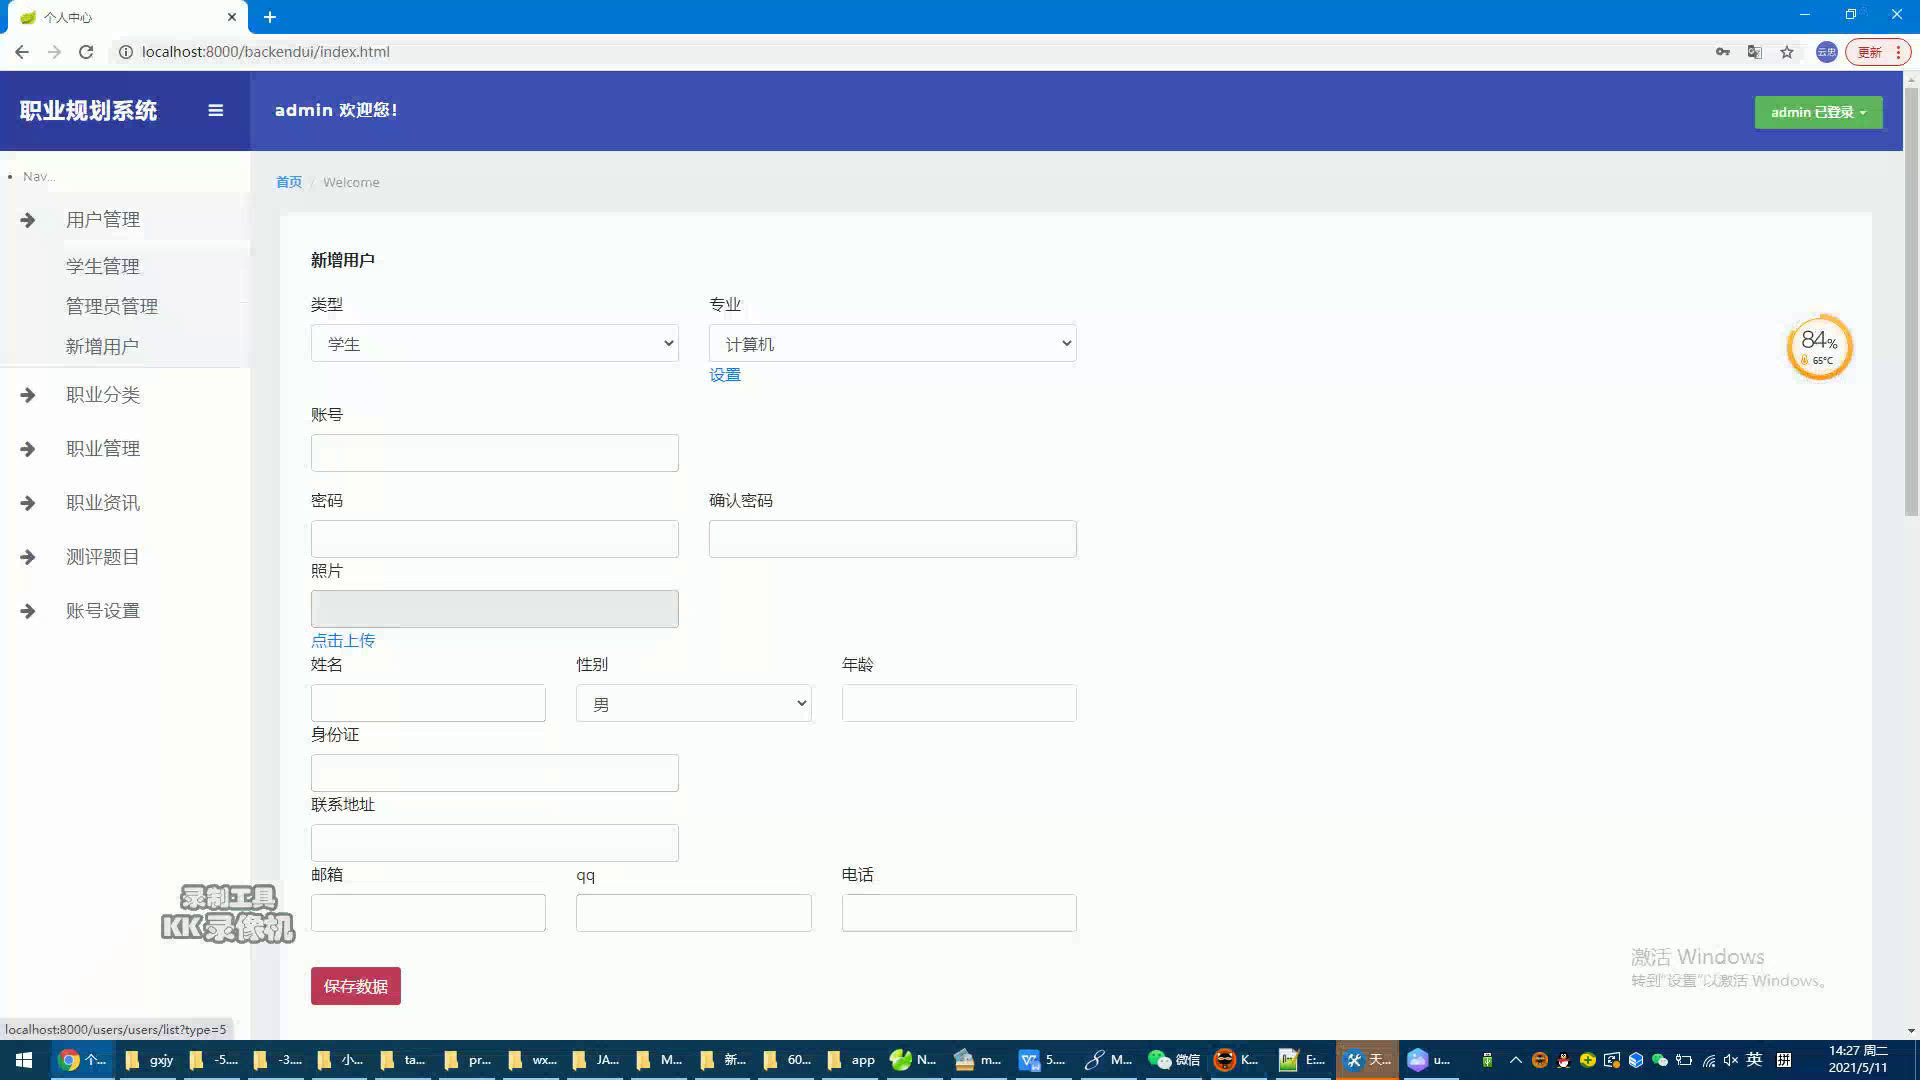 个人中心
localhost:8000/backendui/index.html
云忠
更新
职业规划系统
admin 欢迎您!
admin 已登录
Nav...
首页 / Welcome
用户管理
学生管理
管理员管理
新增用户
职业分类
职业管理
职业资讯
测评题目
账号设置
新增用户
类型
专业
学生
计算机
设置
84%
65°C
账号
密码
确认密码
照片
点击上传
姓名
性别
年龄
男
身份证
联系地址
邮箱
qq
电话
保存数据
录制工具
KK录像机
激活 Windows
转到"设置"以激活 Windows。
localhost:8000/users/users/list?type=5
个...
gxjy
-5....
-3....
小...
ta...
pr...
wx...
JA...
M...
新...
60...
app
N...
m...
5....
M...
微信
K...
E:...
天...
u...
英
拼
14:27 周二
2021/5/11